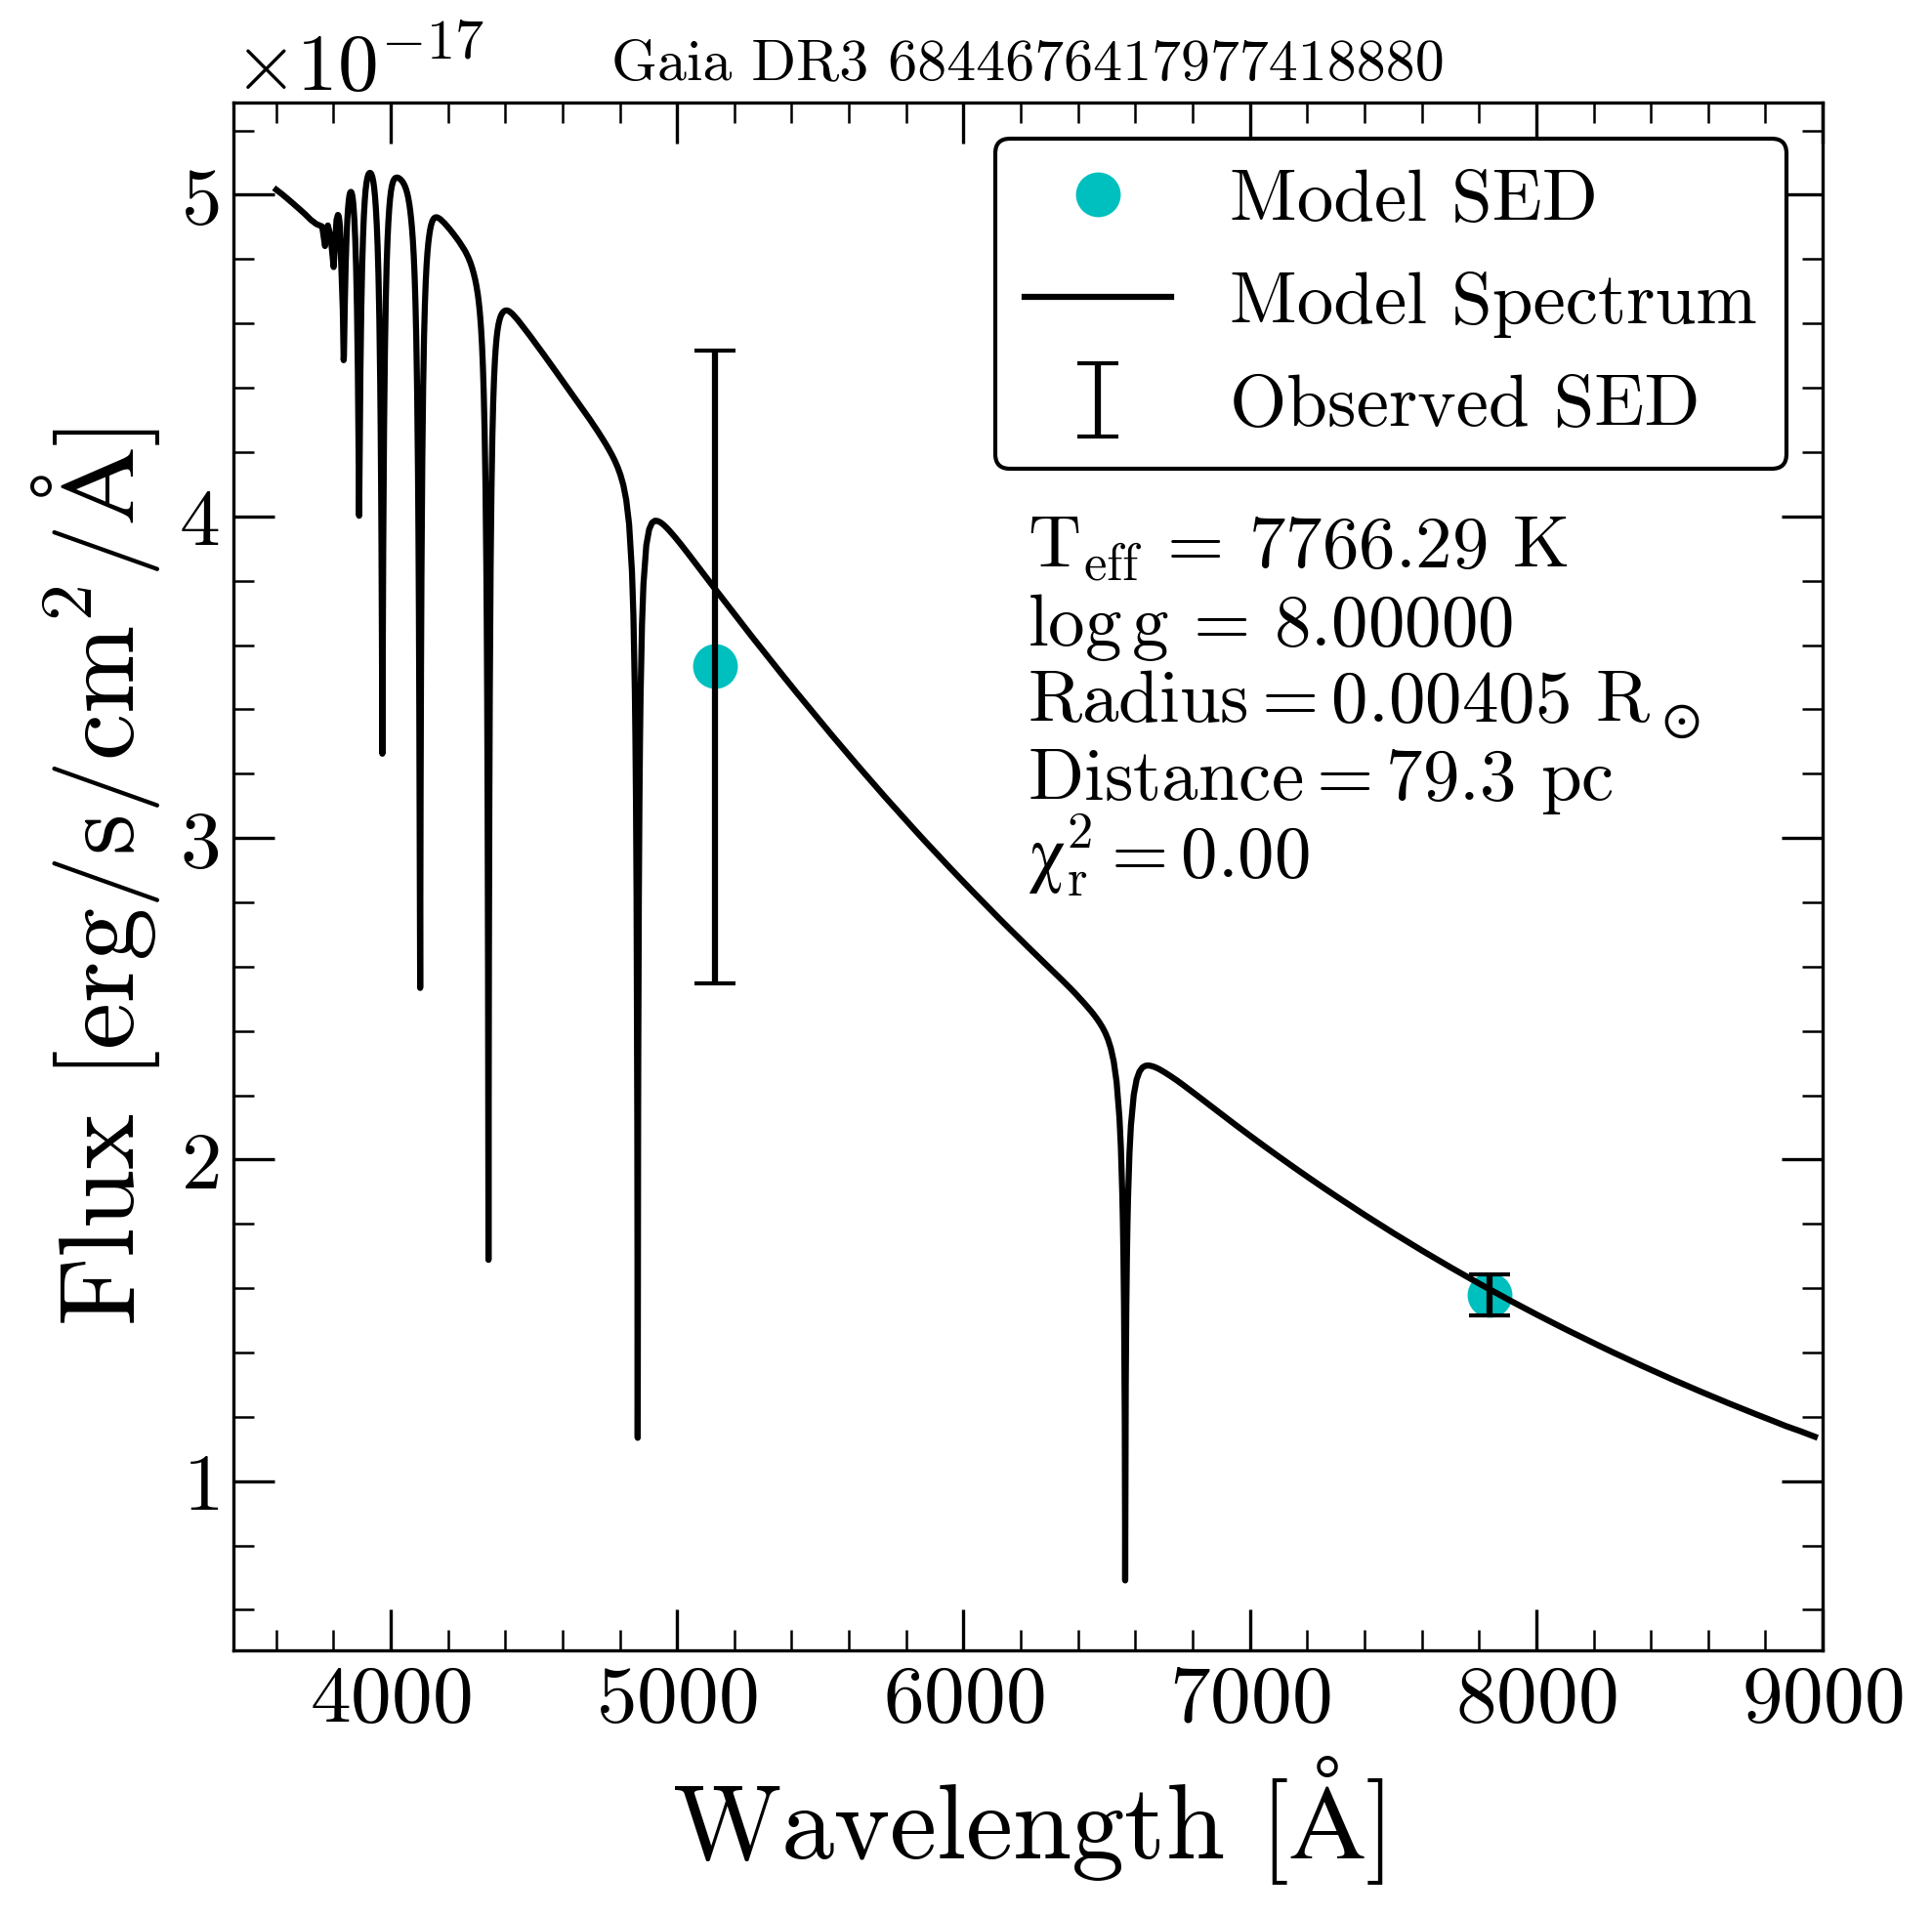 ×10⁻¹⁷
Gaia DR3 6844676417977418880
Model SED
Model Spectrum
Observed SED
T_eff = 7766.29 K
log g = 8.00000
Radius = 0.00405 R_⊙
Distance = 79.3 pc
χ²_r = 0.00
Flux [erg/s/cm²/Å]
5
4
3
2
1
4000 5000 6000 7000 8000 9000
Wavelength [Å]